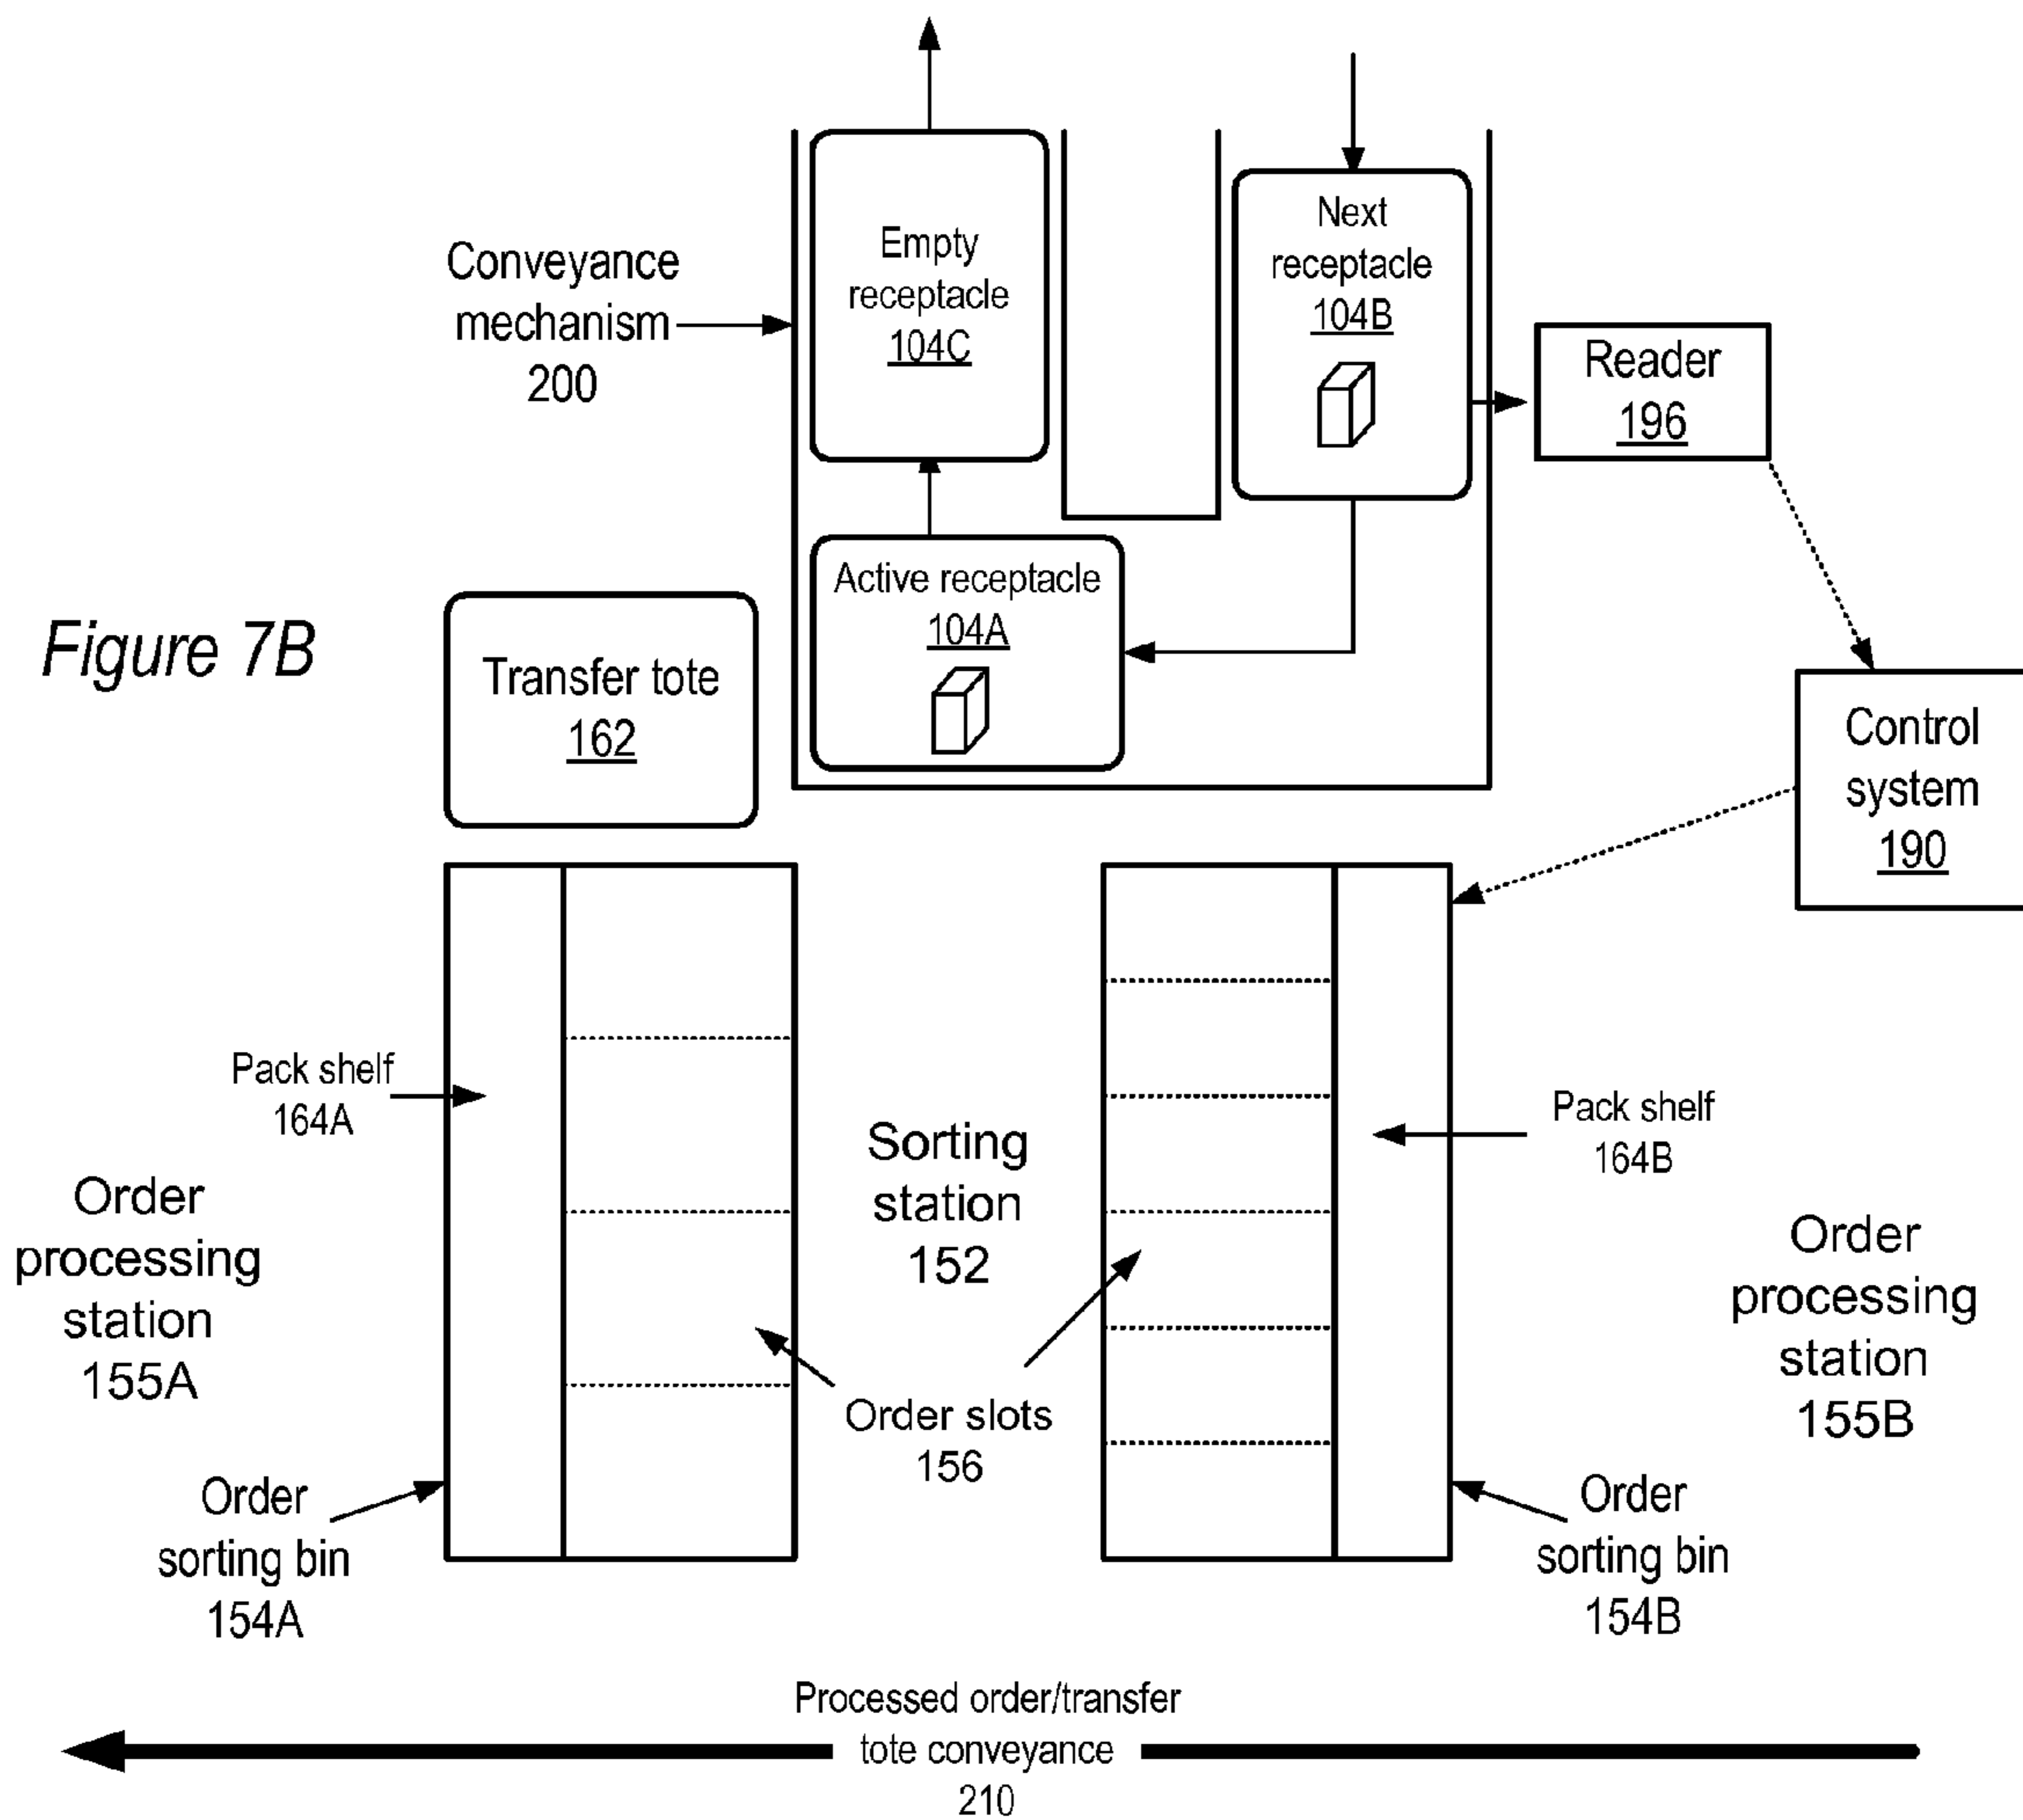 Conveyance
mechanism
200
Empty
receptacle
104C
Next
receptacle
104B
Reader
196
Active receptacle
104A
Figure 7B
Transfer tote
162
Control
system
190
Pack shelf
164A
Sorting
station
152
Pack shelf
164B
Order
processing
station
155A
Order
processing
station
155B
Order slots
156
Order
sorting bin
154A
Order
sorting bin
154B
Processed order/transfer
tote conveyance
210